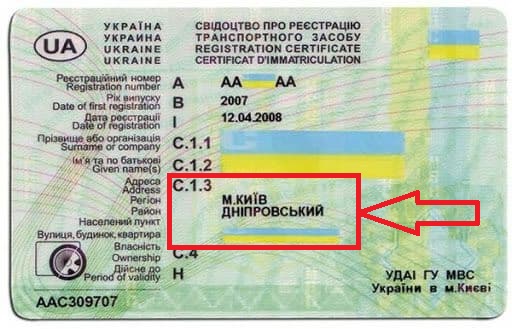 UA
УКРАЇНА
УКРАИНА
UKRAINE
UKRAINE
СВІДОЦТВО ПРО РЕЄСТРАЦІЮ
ТРАНСПОРТНОГО ЗАСОБУ
REGISTRATION CERTIFICATE
CERTIFICAT D'IMMATRICULATION
Реєстраційний номер
Registration number
A AA AA
Рік випуску
Date of first registration
B 2007
Дата реєстрації
Date of registration
I 12.04.2008
Прізвище або організація
Surname or company
C.1.1
Ім'я та по батькові
Given name(s)
C.1.2
Адреса
Address
C.1.3
Регіон М.КИЇВ
Район ДНІПРОВСЬКИЙ
Населений пункт
Вулиця, будинок, квартира
Власність
Ownership
C.4
Дійсне до
Period of validity
H
УДАІ ГУ МВС
України в м.Києві
AAC309707